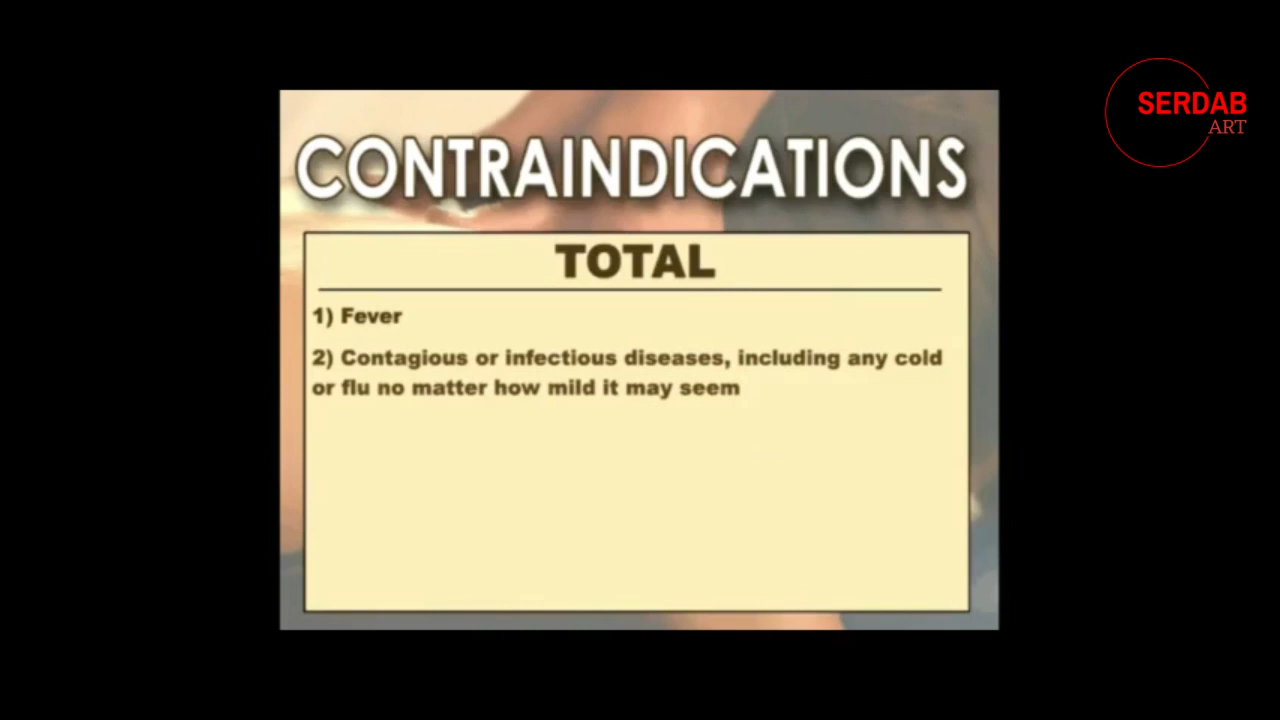 SERDAB
ART
CONTRAINDICATIONS
TOTAL
1) Fever
2) Contagious or infectious diseases, including any cold
or flu no matter how mild it may seem